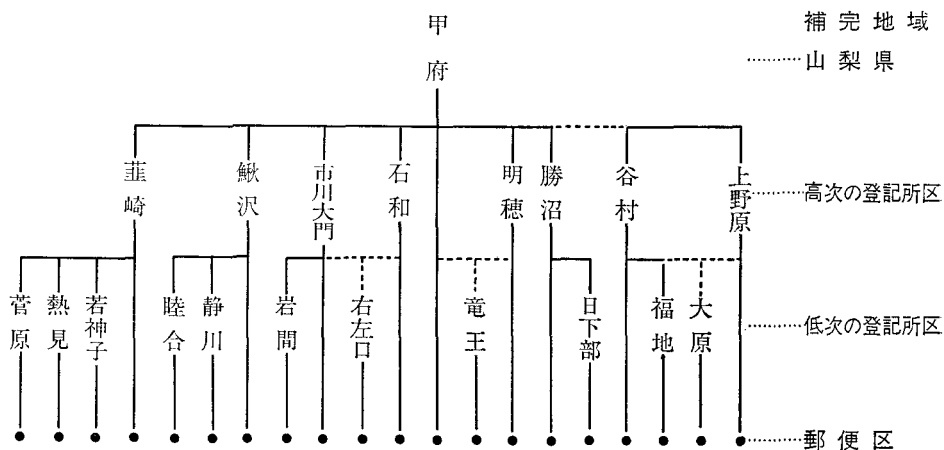 補完地域
甲府
山梨県
韮崎
鰍沢
市川大門
石和
明穂
勝沼
谷村
上野原
高次の登記所区
菅原
熱見
若神子
睦合
静川
岩間
右左口
竜王
日下部
福地
大原
低次の登記所区
郵便区